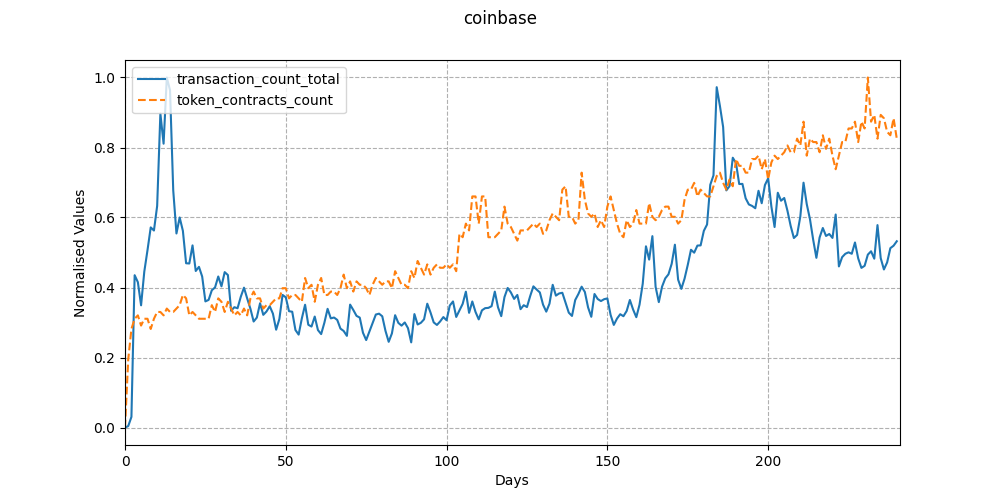 coinbase
transaction_count_total
token_contracts_count
Normalised Values
1.0
0.8
0.6
0.4
0.2
0.0
0 50 100 150 200
Days